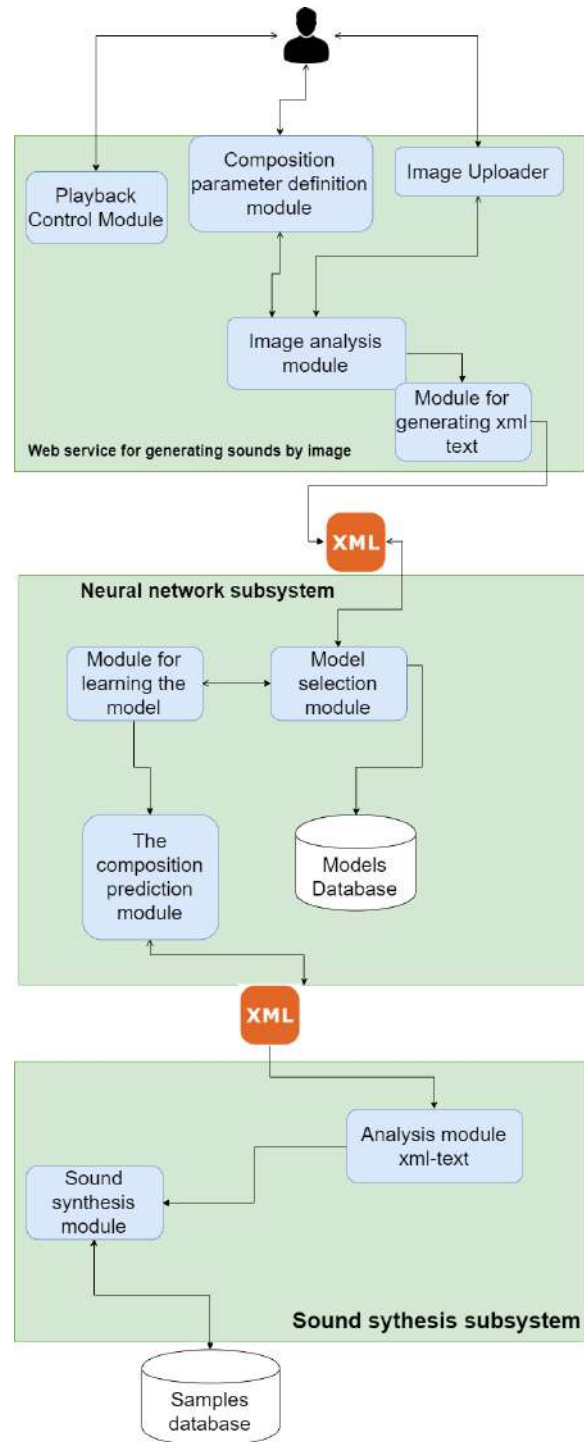 Composition
parameter definition
module
Image Uploader
Playback
Control Module
Image analysis
module
Module for
generating xml
text
Web service for generating sounds by image
XML
Neural network subsystem
Module for
learning the
model
Model
selection
module
The
composition
prediction
module
Models
Database
XML
Analysis module
xml-text
Sound
synthesis
module
Sound sythesis subsystem
Samples
database